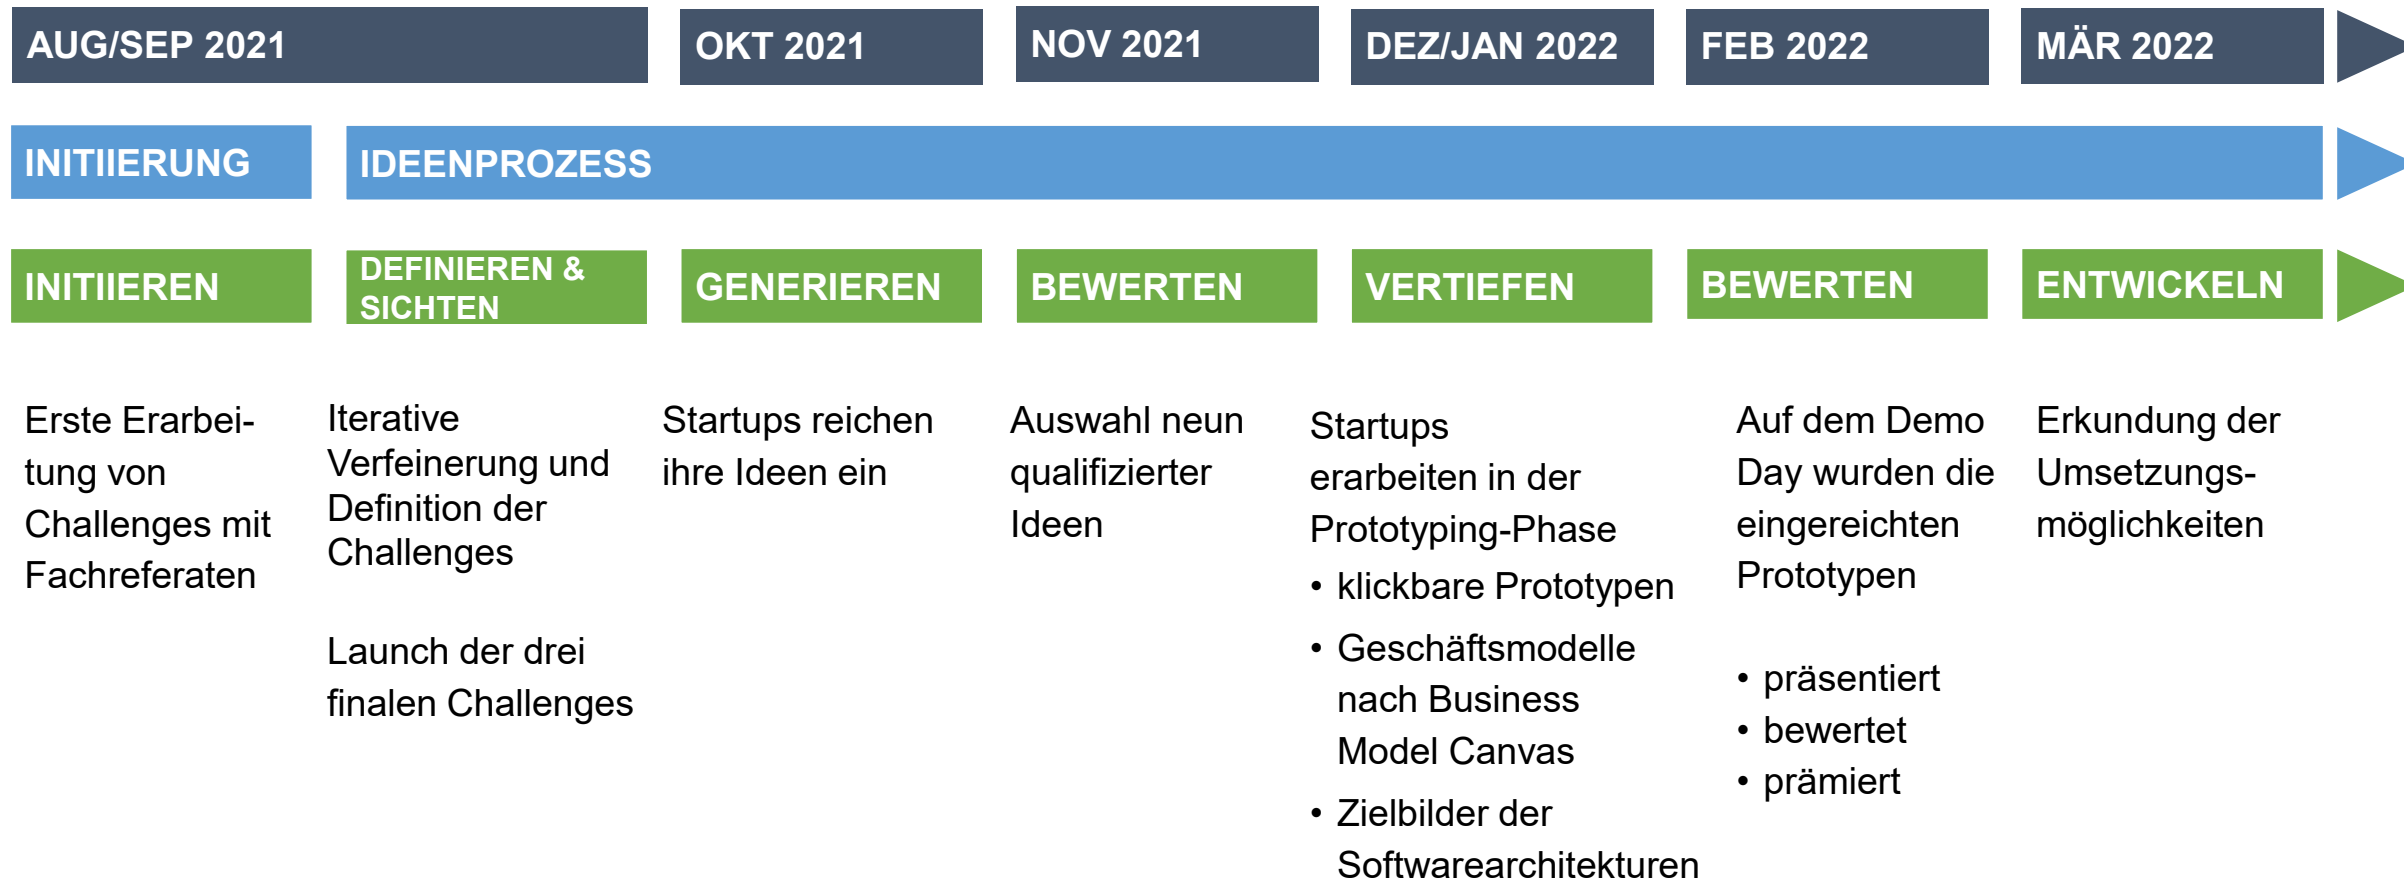 AUG/SEP 2021
OKT 2021
NOV 2021
DEZ/JAN 2022
FEB 2022
MÄR 2022
INITIIERUNG
IDEENPROZESS
INITIIEREN
DEFINIEREN &
SICHTEN
GENERIEREN
BEWERTEN
VERTIEFEN
BEWERTEN
ENTWICKELN
Erste Erarbei-
tung von
Challenges mit
Fachreferaten
Iterative
Verfeinerung und
Definition der
Challenges
Launch der drei
finalen Challenges
Startups reichen
ihre Ideen ein
Auswahl neun
qualifizierter
Ideen
Startups
erarbeiten in der
Prototyping-Phase
• klickbare Prototypen
• Geschäftsmodelle
nach Business
Model Canvas
• Zielbilder der
Softwarearchitekturen
Auf dem Demo
Day wurden die
eingereichten
Prototypen
• präsentiert
• bewertet
• prämiert
Erkundung der
Umsetzungs-
möglichkeiten